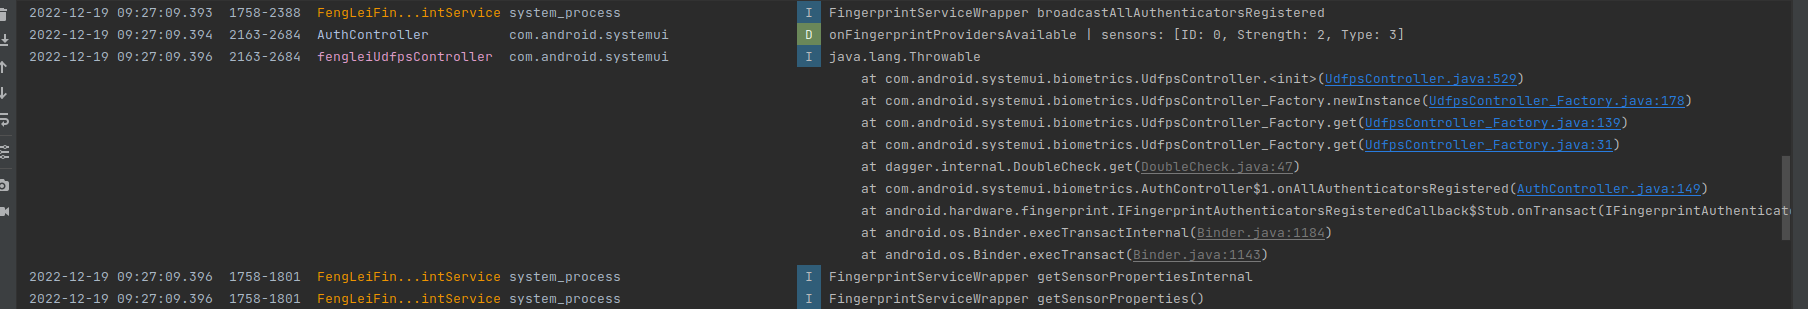 2022-12-19 09:27:09.393 1758-2388 FengLeiFin...intService system_process I FingerprintServiceWrapper broadcastAllAuthenticatorsRegistered
2022-12-19 09:27:09.394 2163-2684 AuthController com.android.systemui D onFingerprintProvidersAvailable | sensors: [ID: 0, Strength: 2, Type: 3]
2022-12-19 09:27:09.396 2163-2684 fengleiUdfpsController com.android.systemui I java.lang.Throwable
at com.android.systemui.biometrics.UdfpsController.<init>(UdfpsController.java:529)
at com.android.systemui.biometrics.UdfpsController_Factory.newInstance(UdfpsController_Factory.java:178)
at com.android.systemui.biometrics.UdfpsController_Factory.get(UdfpsController_Factory.java:139)
at com.android.systemui.biometrics.UdfpsController_Factory.get(UdfpsController_Factory.java:31)
at dagger.internal.DoubleCheck.get(DoubleCheck.java:47)
at com.android.systemui.biometrics.AuthController$1.onAllAuthenticatorsRegistered(AuthController.java:149)
at android.hardware.fingerprint.IFingerprintAuthenticatorsRegisteredCallback$Stub.onTransact(IFingerprintAuthenticat
at android.os.Binder.execTransactInternal(Binder.java:1184)
at android.os.Binder.execTransact(Binder.java:1143)
2022-12-19 09:27:09.396 1758-1801 FengLeiFin...intService system_process I FingerprintServiceWrapper getSensorPropertiesInternal
2022-12-19 09:27:09.396 1758-1801 FengLeiFin...intService system_process I FingerprintServiceWrapper getSensorProperties()